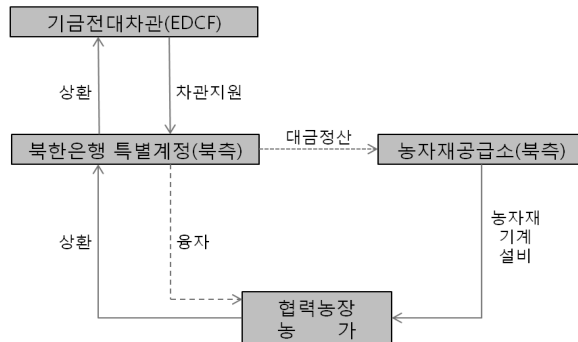 기금전대차관(EDCF)
상환
차관지원
대금정산
북한은행 특별계정(북측)
농자재공급소(북측)
상환
융자
농자재
기계
설비
협력농장
농 가